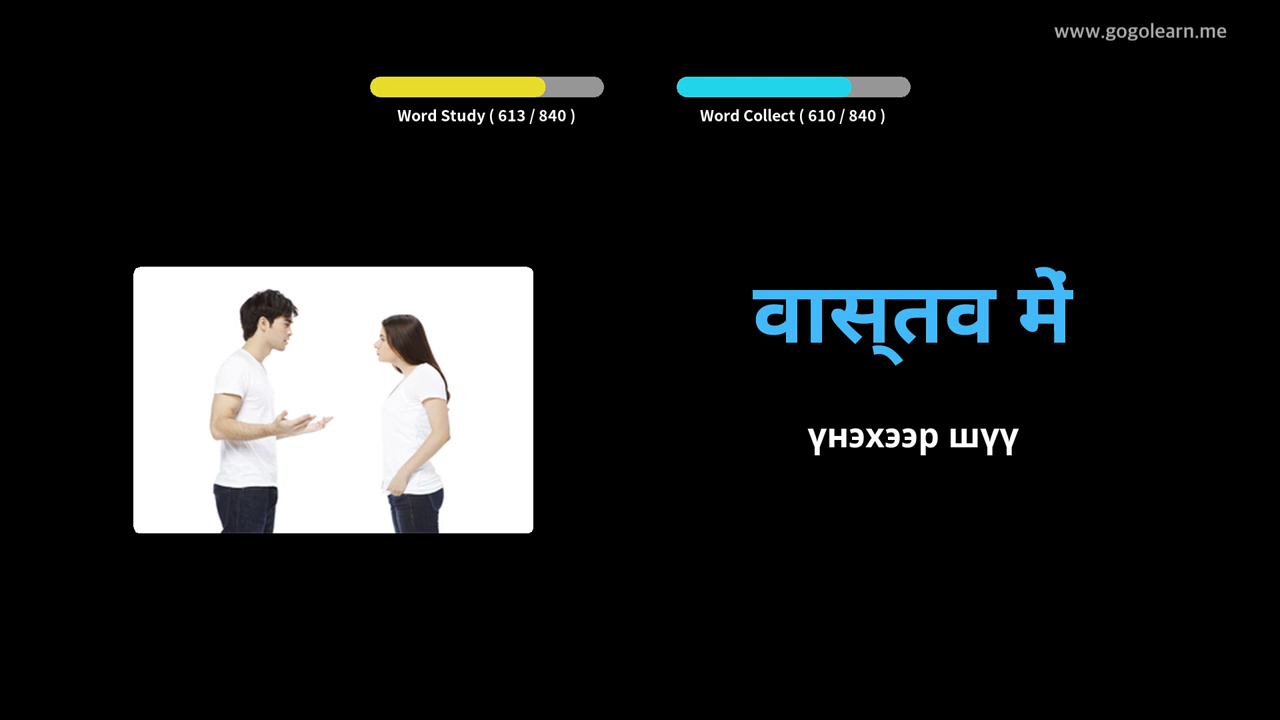 www.gogolearn.me
Word Study ( 613 / 840 )
Word Collect ( 610 / 840 )
वास्‌तव में
үнэхээр шүү